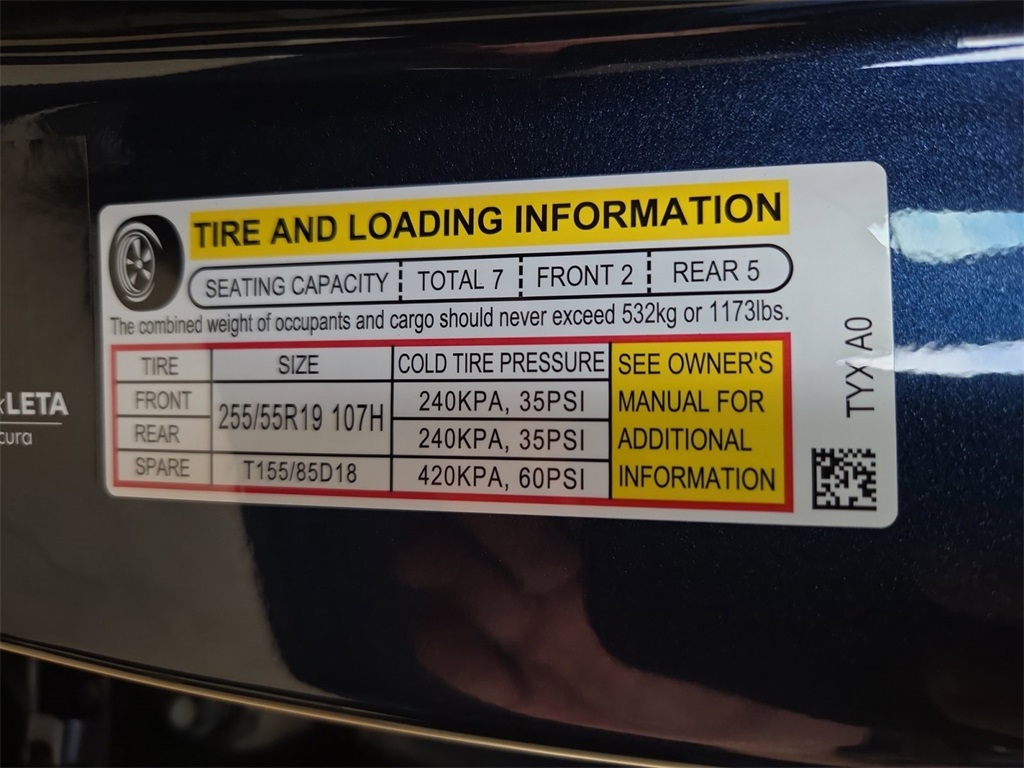 TIRE AND LOADING INFORMATION
SEATING CAPACITY TOTAL 7 FRONT 2 REAR 5
The combined weight of occupants and cargo should never exceed 532kg or 1173lbs.
TIRE SIZE COLD TIRE PRESSURE
FRONT 255/55R19 107H 240KPA, 35PSI
REAR 240KPA, 35PSI
SPARE T155/85D18 420KPA, 60PSI
SEE OWNER'S
MANUAL FOR
ADDITIONAL
INFORMATION
TYX A0
LETA
cura